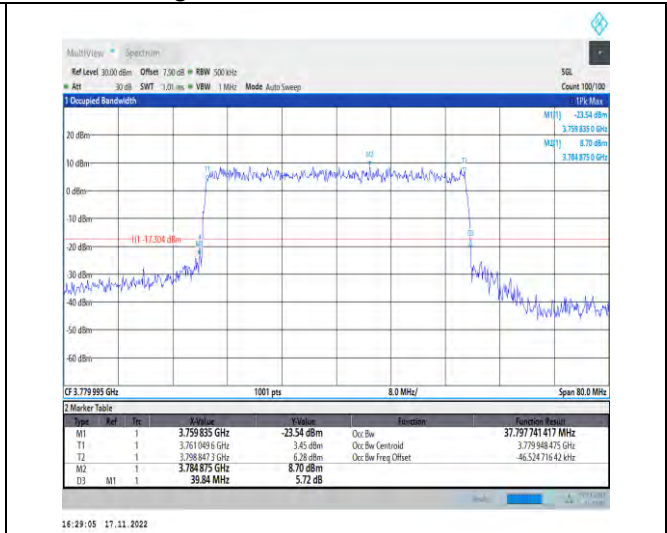 MultiView Spectrum
Ref Level 30.00 dBm Offset 7.90 dB RBW 500 kHz SGL
Att 30 dB SWT 1.01 ms VBW 1 MHz Mode Auto Sweep Count 100/100
1 Occupied Bandwidth 1Pk Max
M1[1] -23.54 dBm
3.759 835 0 GHz
M2[1] 8.70 dBm
3.784 875 0 GHz
20 dBm
10 dBm
M2
T1
T2
0 dBm
-10 dBm
H1 -17.304 dBm
M1
D3
-20 dBm
-30 dBm
-40 dBm
-50 dBm
-60 dBm
CF 3.779 995 GHz 1001 pts 8.0 MHz/ Span 80.0 MHz
2 Marker Table
Type Ref Trc X-Value Y-Value Function Function Result
M1 1 3.759 835 GHz -23.54 dBm Occ Bw 37.797 741 417 MHz
T1 1 3.761 049 6 GHz 3.45 dBm Occ Bw Centroid 3.779 948 475 GHz
T2 1 3.798 847 3 GHz 6.28 dBm Occ Bw Freq Offset -46.524 716 42 kHz
M2 1 3.784 875 GHz 8.70 dBm
D3 M1 1 39.84 MHz 5.72 dB
16:29:05 17.11.2022